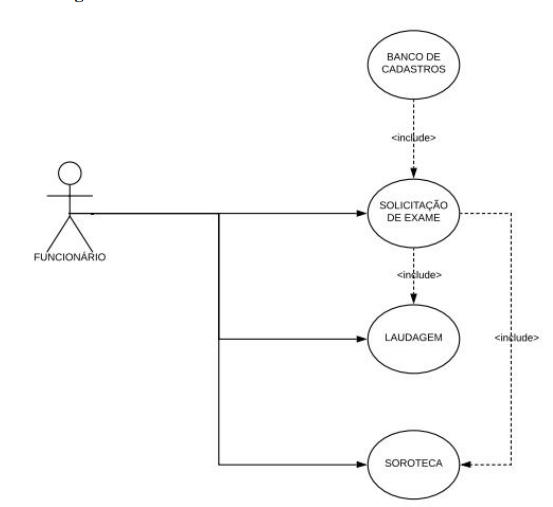 BANCO DE
CADASTROS
<include>
SOLICITAÇÃO
DE EXAME
FUNCIONÁRIO
<include>
LAUDAGEM
<include>
SOROTECA